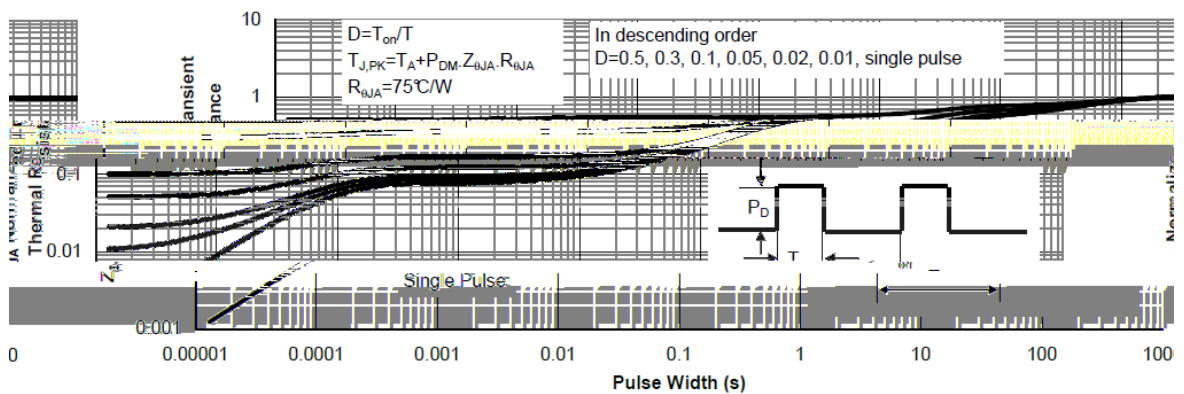 10
D=Ton/T
TJ,PK=TA+PDM.ZθJA.RθJA
RθJA=75℃/W
In descending order
D=0.5, 0.3, 0.1, 0.05, 0.02, 0.01, single pulse
1
0.1
Thermal
PD
0.01
Single Pulse
0.001
0 0.00001 0.0001 0.001 0.01 0.1 1 10 100 1000
Pulse Width (s)